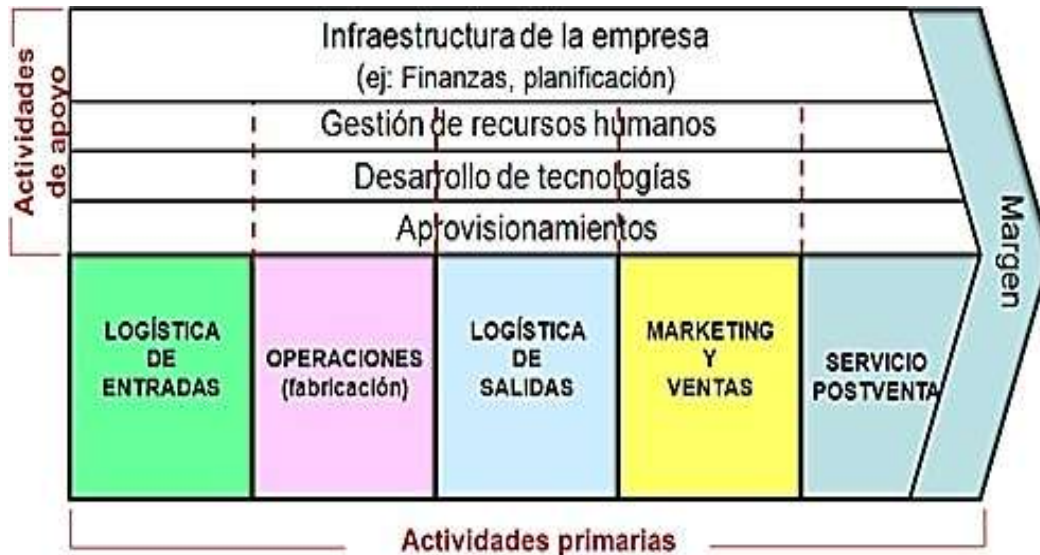 Actividades
de apoyo
Infraestructura de la empresa
(ej: Finanzas, planificación)
Gestión de recursos humanos
Desarrollo de tecnologías
Aprovisionamientos
LOGÍSTICA
DE
ENTRADAS
OPERACIONES
(fabricación)
LOGÍSTICA
DE
SALIDAS
MARKETING
Y
VENTAS
SERVICIO
POSTVENTA
Margen
Actividades primarias